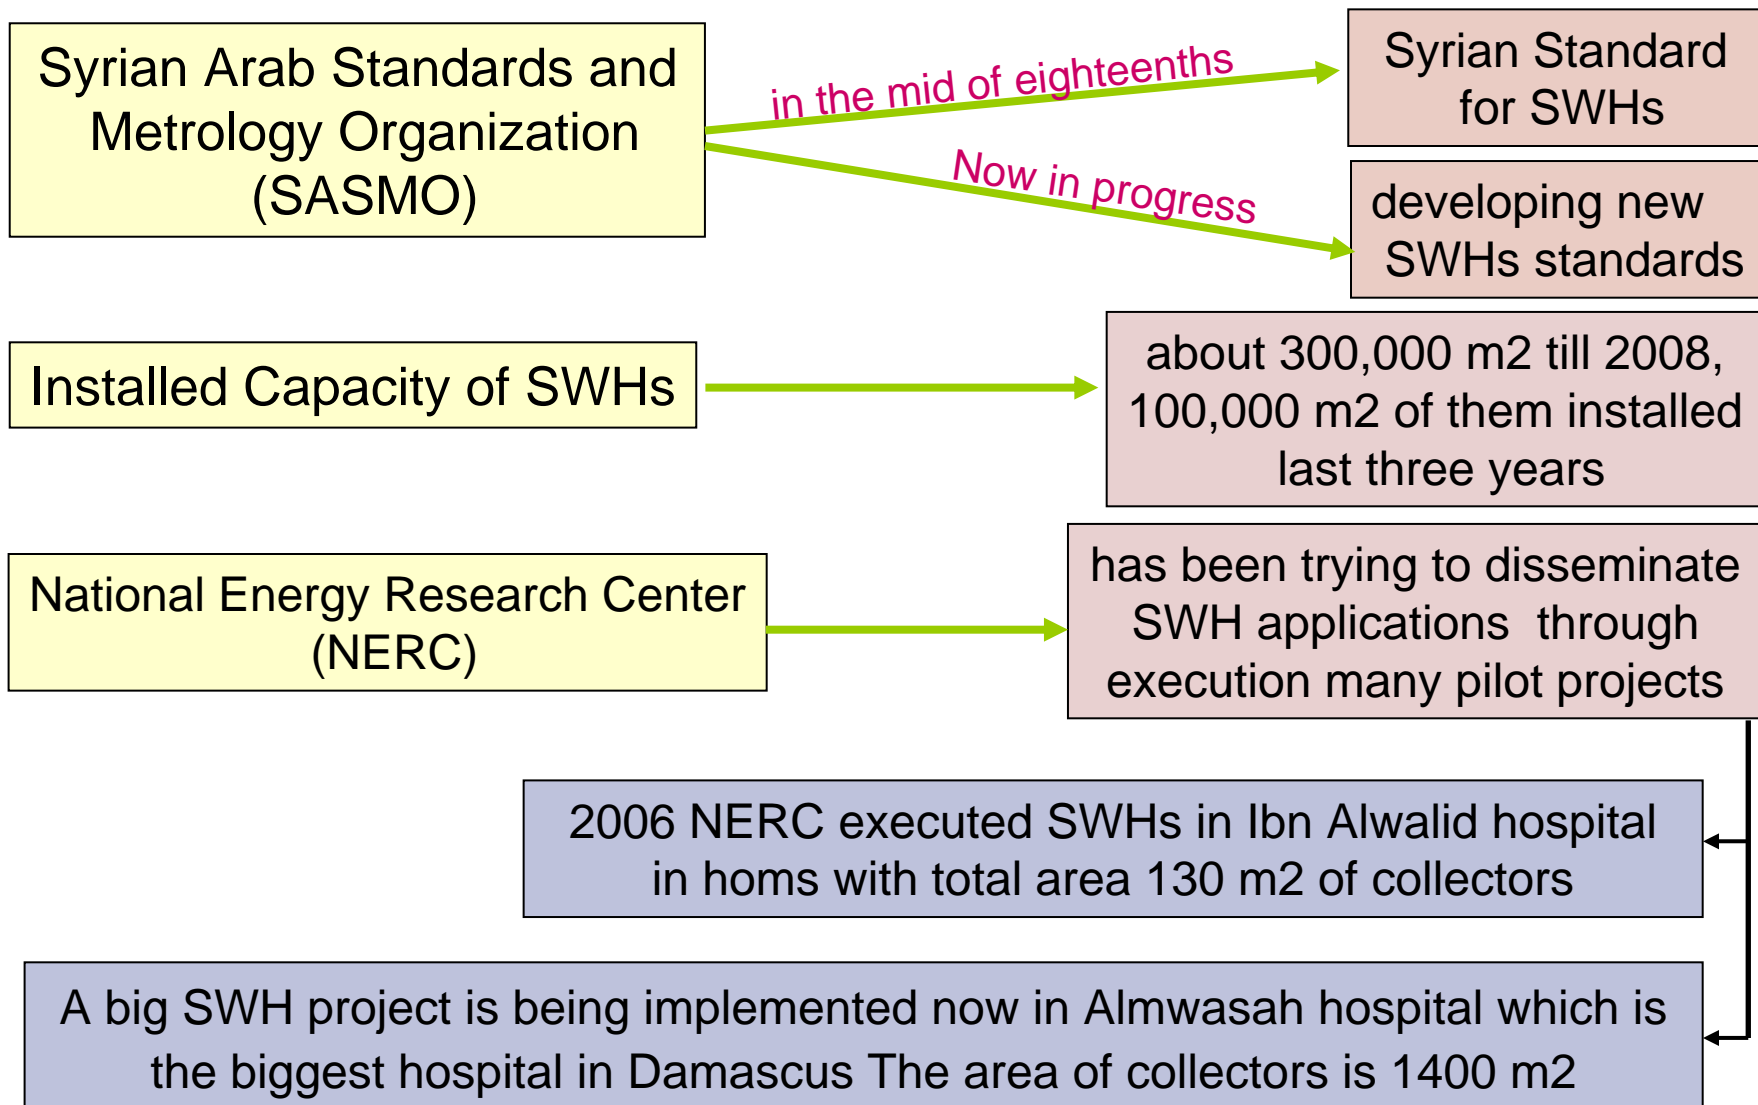 Syrian Arab Standards and
Metrology Organization
(SASMO)
in the mid of eighteenths
Syrian Standard
for SWHs
Now in progress
developing new
SWHs standards
Installed Capacity of SWHs
about 300,000 m2 till 2008,
100,000 m2 of them installed
last three years
National Energy Research Center
(NERC)
has been trying to disseminate
SWH applications through
execution many pilot projects
2006 NERC executed SWHs in Ibn Alwalid hospital
in homs with total area 130 m2 of collectors
A big SWH project is being implemented now in Almwasah hospital which is
the biggest hospital in Damascus The area of collectors is 1400 m2